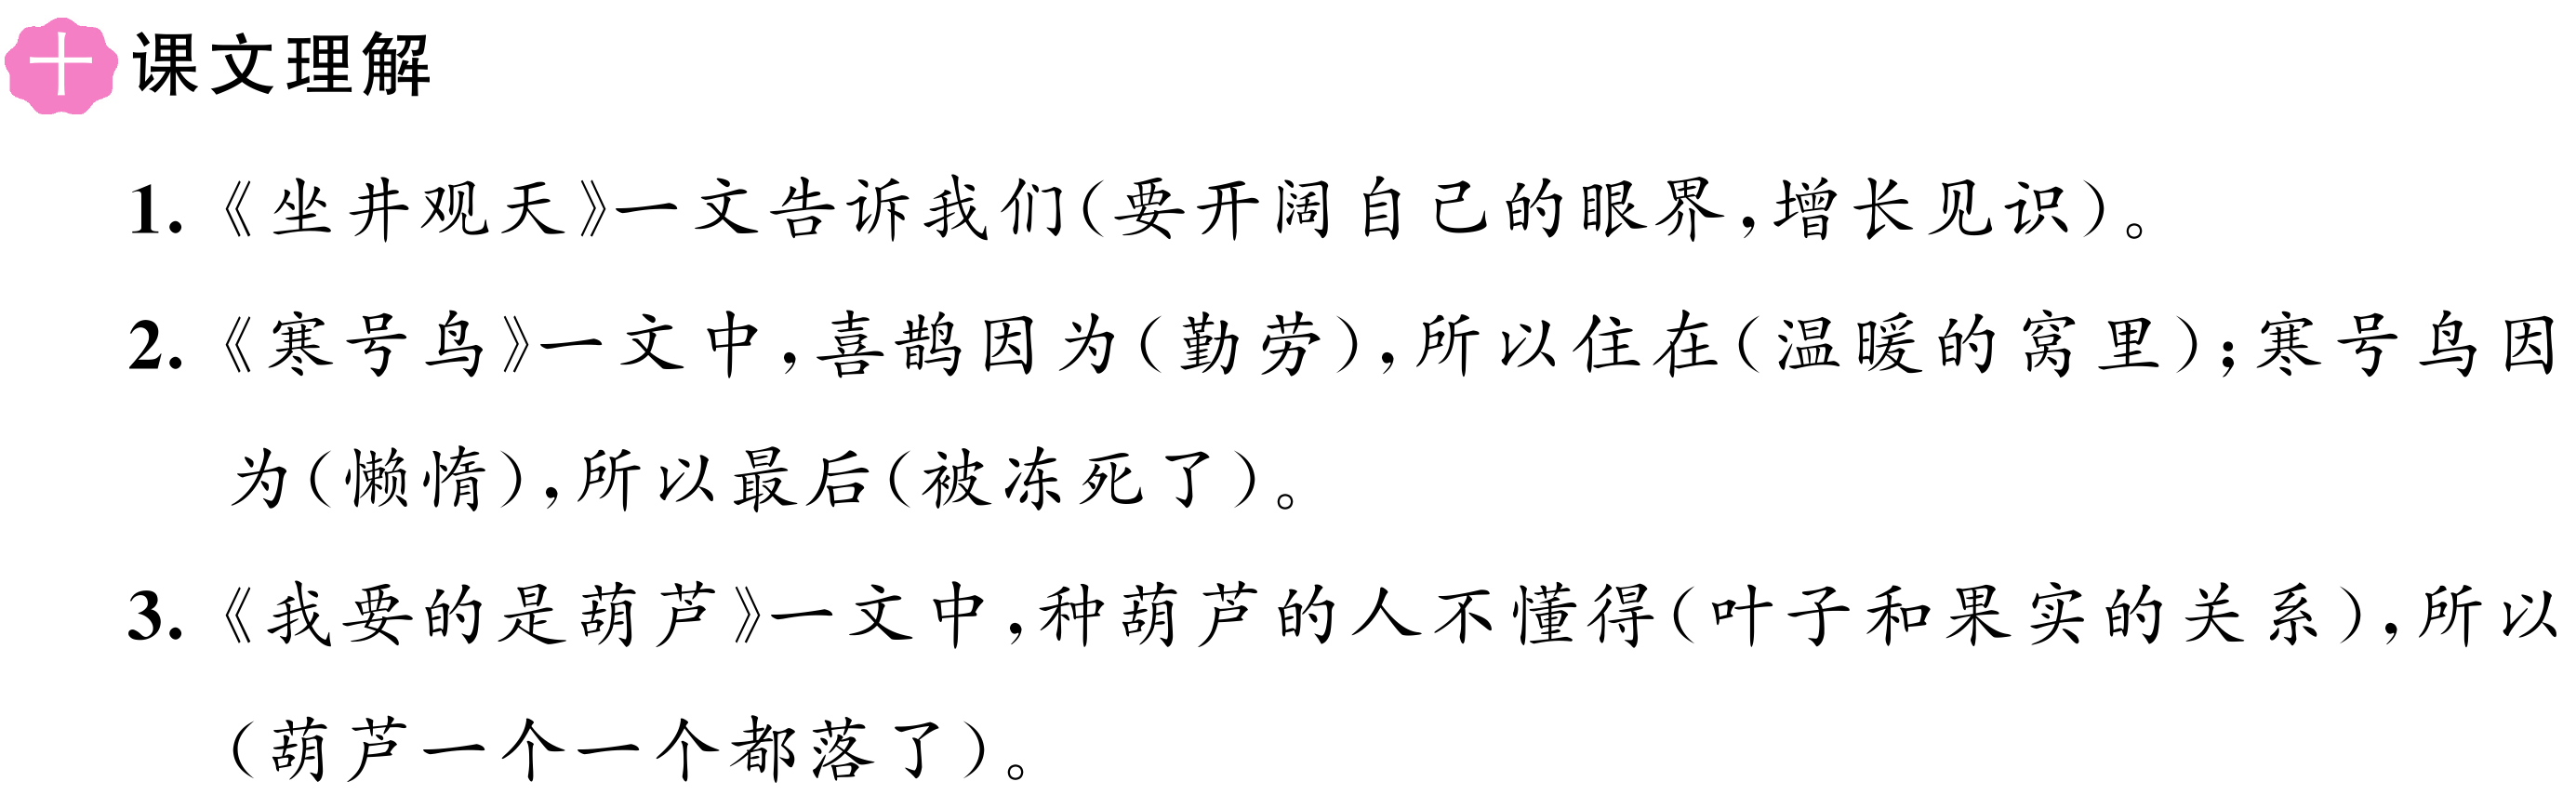 十 课文理解
1.《坐井观天》一文告诉我们(要开阔自己的眼界,增长见识)。
2.《寒号鸟》一文中,喜鹊因为(勤劳),所以住在(温暖的窝里);寒号鸟因
为(懒惰),所以最后(被冻死了)。
3.《我要的是葫芦》一文中,种葫芦的人不懂得(叶子和果实的关系),所以
(葫芦一个一个都落了)。